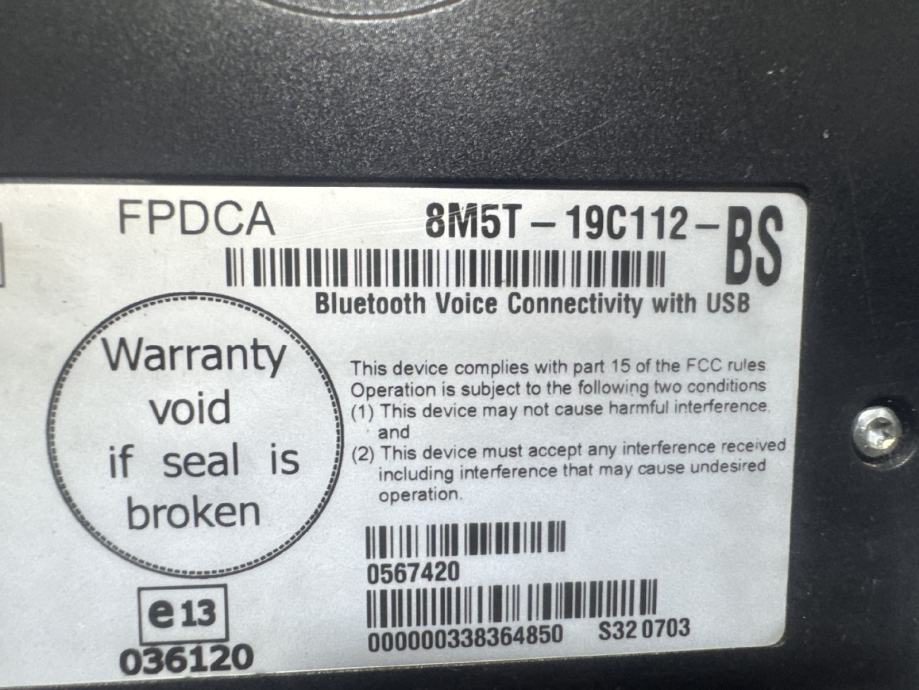 FPDCA
8M5T – 19C112 – BS
Bluetooth Voice Connectivity with USB
Warranty
void
if seal is
broken
This device complies with part 15 of the FCC rules
Operation is subject to the following two conditions
(1) This device may not cause harmful interference.
and
(2) This device must accept any interference received
including interference that may cause undesired
operation.
0567420
000000338364850 S32 0703
e13
036120